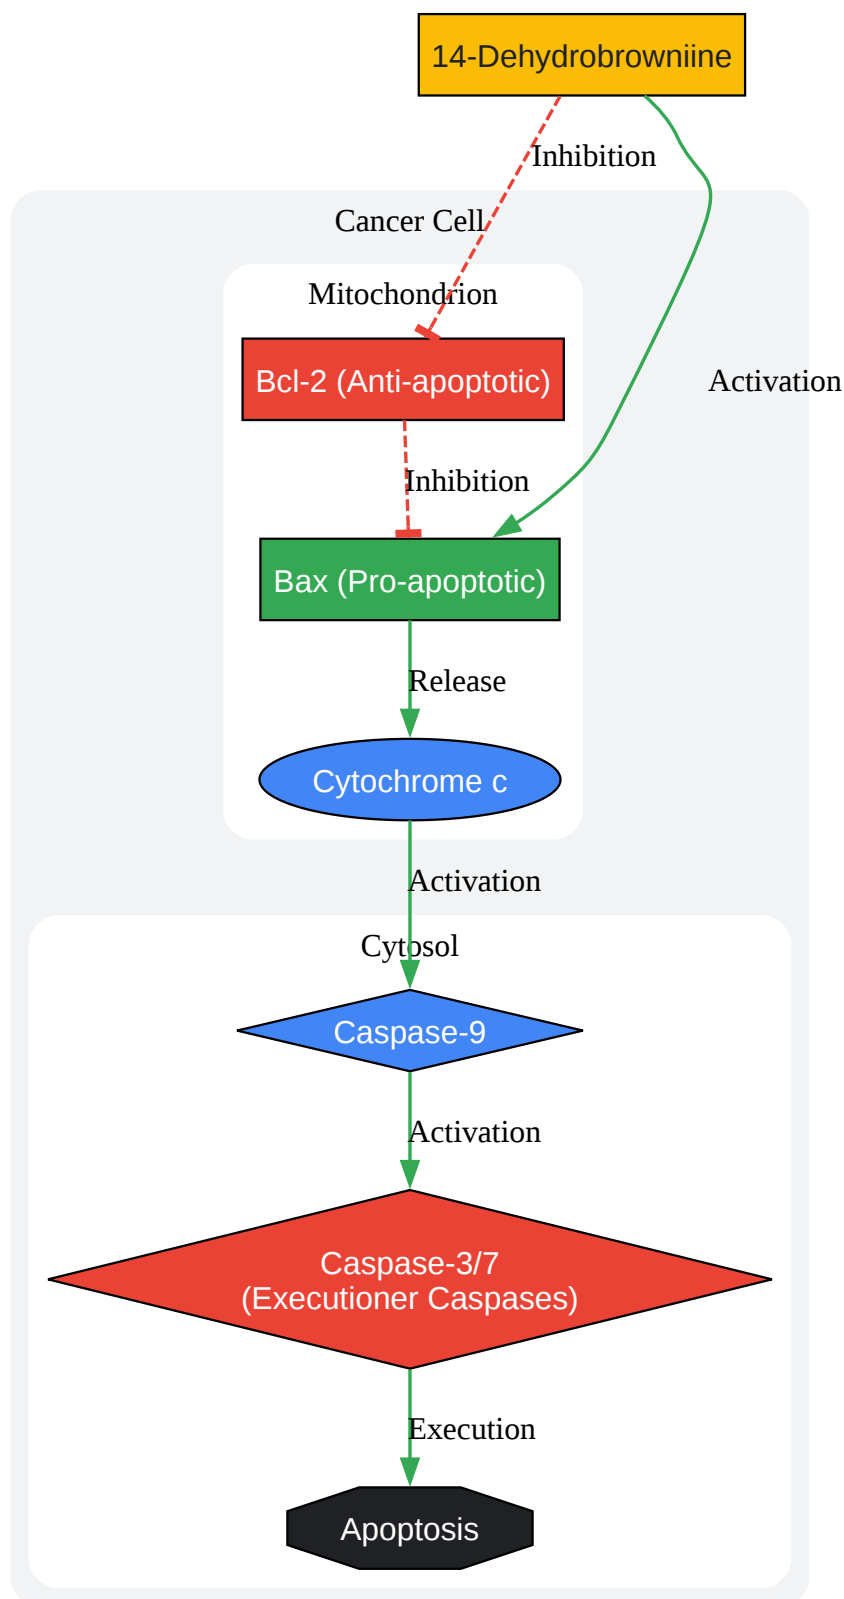 14-Dehydrobrowniine
Inhibition
Cancer Cell
Mitochondrion
Bcl-2 (Anti-apoptotic)
Activation
Inhibition
Bax (Pro-apoptotic)
Release
Cytochrome c
Activation
Cytosol
Caspase-9
Activation
Caspase-3/7
(Executioner Caspases)
Execution
Apoptosis